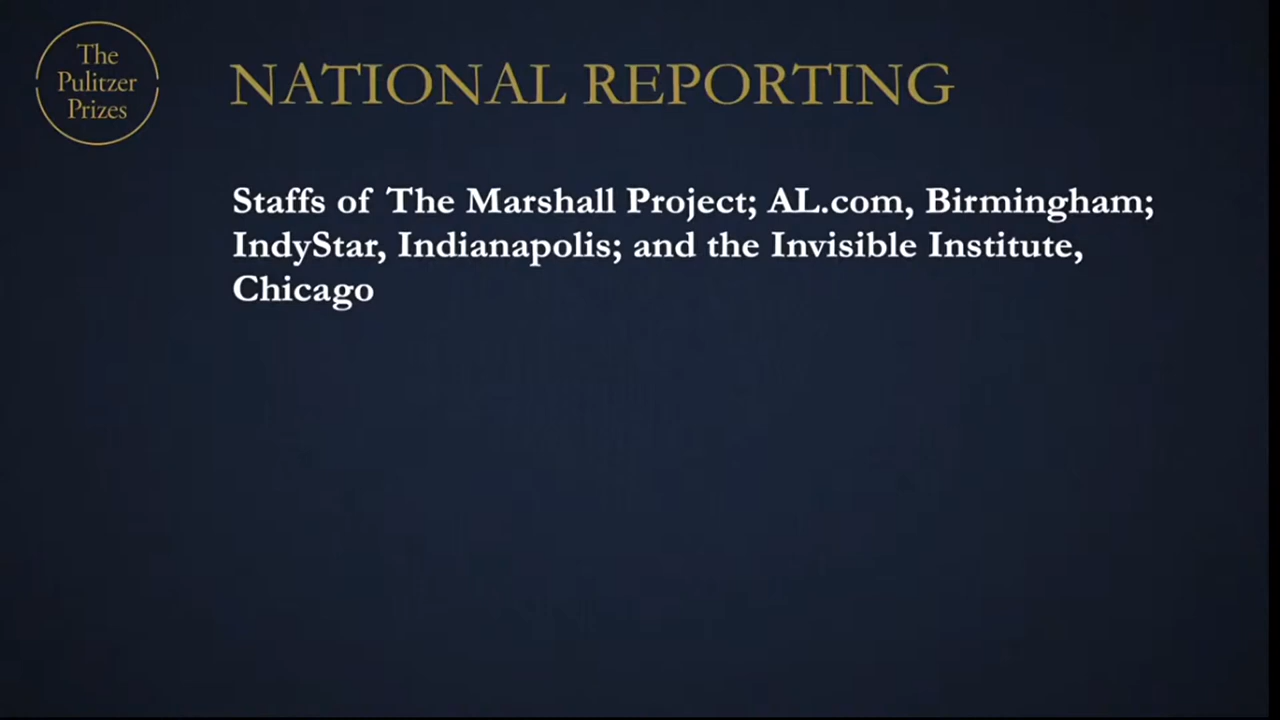 The
Pulitzer
Prizes
NATIONAL REPORTING
Staffs of The Marshall Project; AL.com, Birmingham;
IndyStar, Indianapolis; and the Invisible Institute,
Chicago